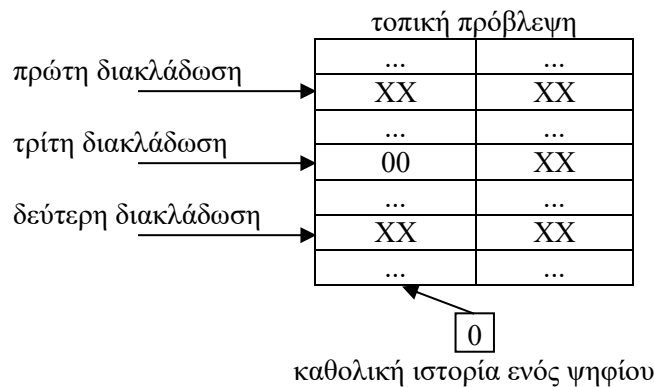 τοπική πρόβλεψη
... ...
πρώτη διακλάδωση XX XX
... ...
τρίτη διακλάδωση 00 XX
... ...
δεύτερη διακλάδωση XX XX
... ...
0
καθολική ιστορία ενός ψηφίου